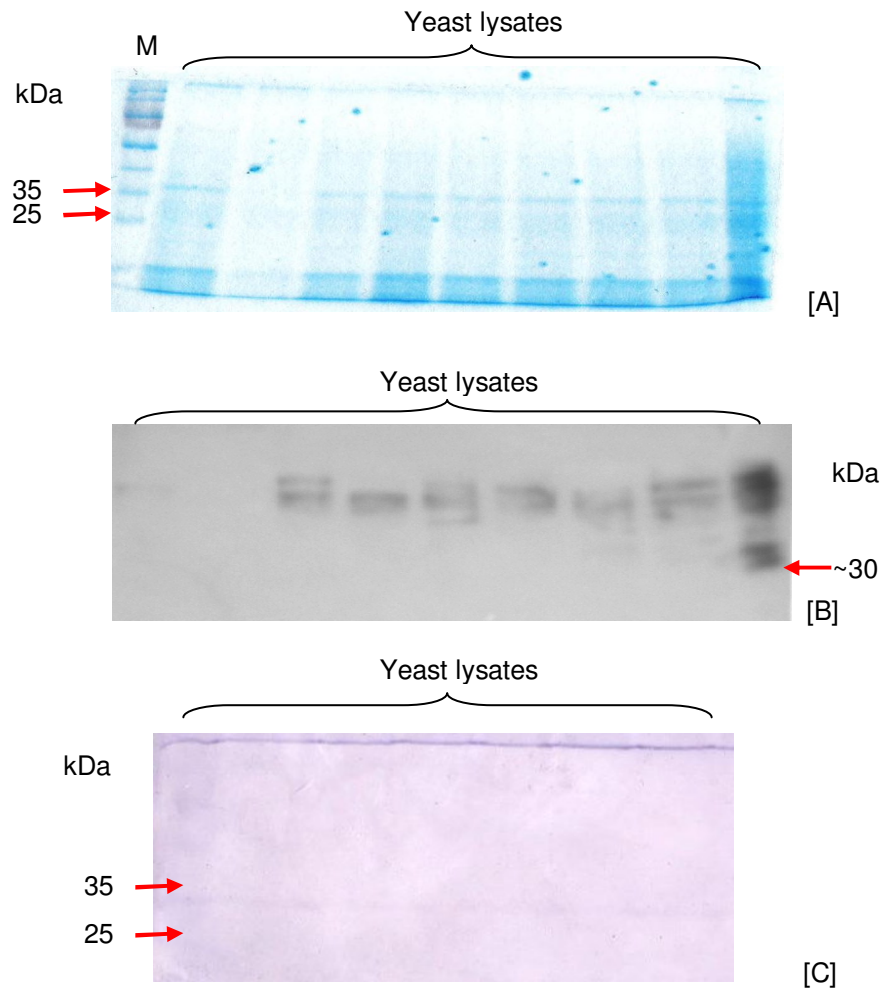 Yeast lysates
M
kDa
35
25
[A]
Yeast lysates
kDa
~30
[B]
Yeast lysates
kDa
35
25
[C]